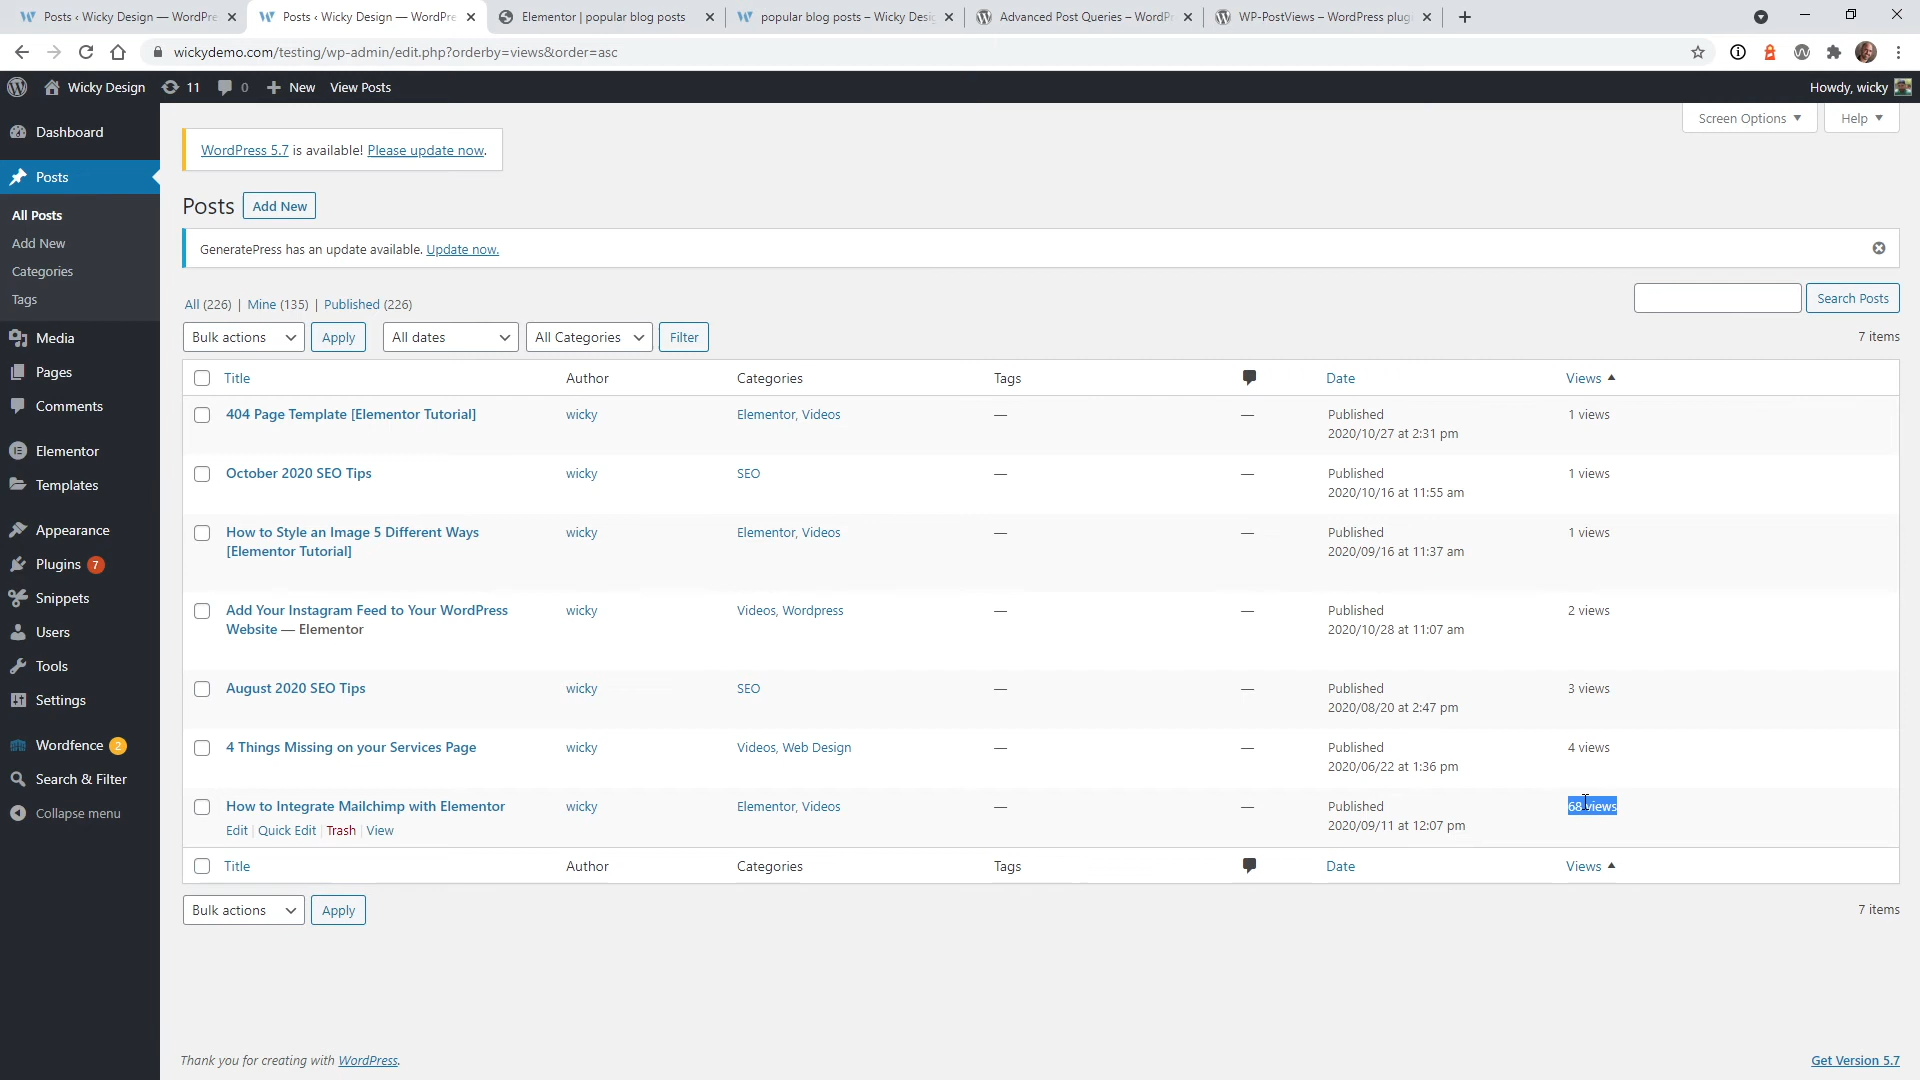 Posts ‹ Wicky Design — WordPre
Posts ‹ Wicky Design — WordPre
Elementor | popular blog posts
popular blog posts – Wicky Desig
Advanced Post Queries – WordPr
WP-PostViews – WordPress plug
wickydemo.com/testing/wp-admin/edit.php?orderby=views&order=asc
Wicky Design 11 0 New View Posts Howdy, wicky
Screen Options Help
Dashboard
Posts
All Posts
Add New
Categories
Tags
Media
Pages
Comments
Elementor
Templates
Appearance
Plugins 7
Snippets
Users
Tools
Settings
Wordfence 2
Search & Filter
Collapse menu
WordPress 5.7 is available! Please update now.
Posts Add New
GeneratePress has an update available. Update now.
All (226) | Mine (135) | Published (226)
Search Posts
Bulk actions Apply All dates All Categories Filter 7 items
Title Author Categories Tags Date Views
404 Page Template [Elementor Tutorial] wicky Elementor, Videos — — Published 1 views
2020/10/27 at 2:31 pm
October 2020 SEO Tips wicky SEO — — Published 1 views
2020/10/16 at 11:55 am
How to Style an Image 5 Different Ways wicky Elementor, Videos — — Published 1 views
[Elementor Tutorial] 2020/09/16 at 11:37 am
Add Your Instagram Feed to Your WordPress wicky Videos, Wordpress — — Published 2 views
Website — Elementor 2020/10/28 at 11:07 am
August 2020 SEO Tips wicky SEO — — Published 3 views
2020/08/20 at 2:47 pm
4 Things Missing on your Services Page wicky Videos, Web Design — — Published 4 views
2020/06/22 at 1:36 pm
How to Integrate Mailchimp with Elementor wicky Elementor, Videos — — Published 68 views
Edit | Quick Edit | Trash | View 2020/09/11 at 12:07 pm
Title Author Categories Tags Date Views
Bulk actions Apply 7 items
Thank you for creating with WordPress. Get Version 5.7